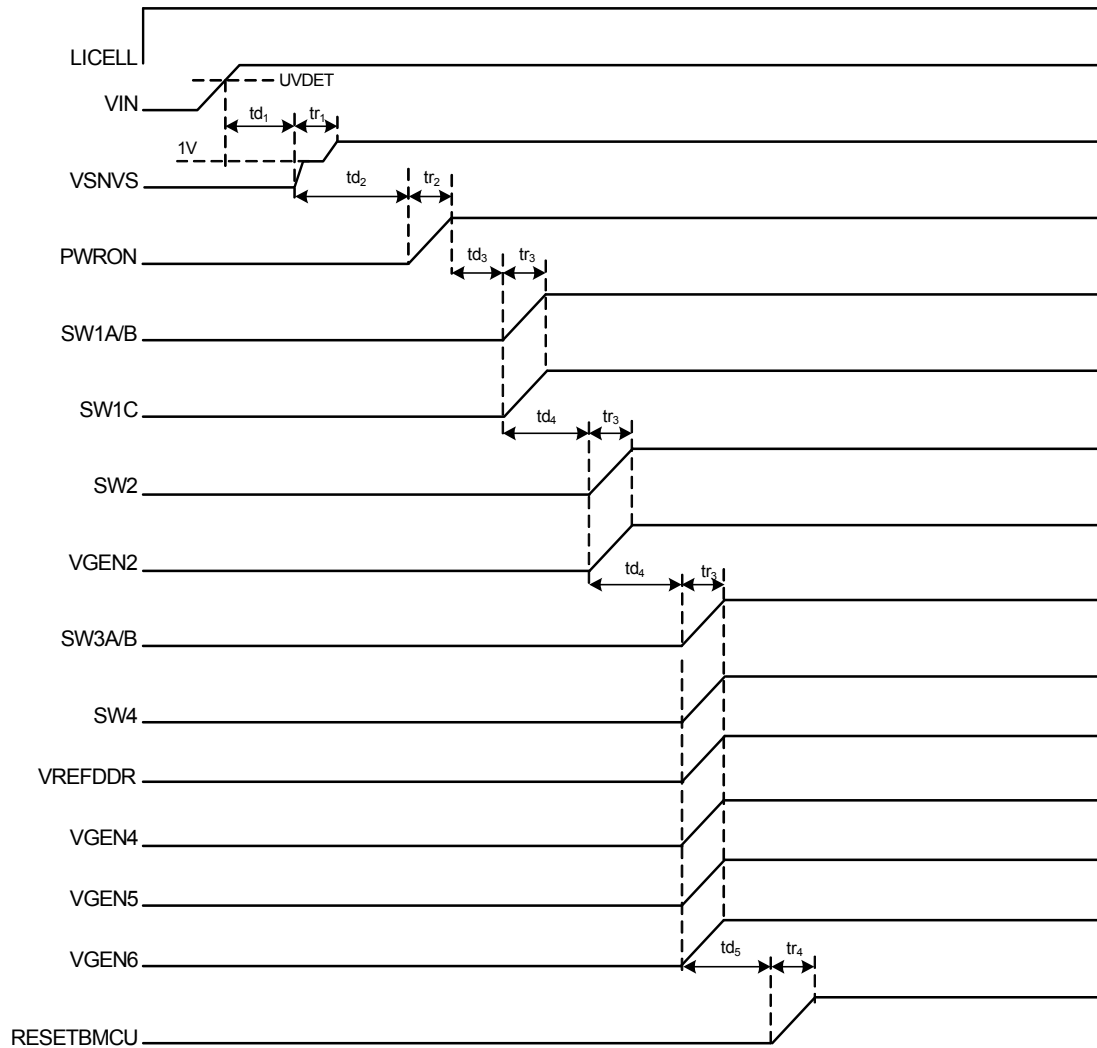 LICELL
UVDET
VIN
td₁ tr₁
1V
VSNVS
td₂ tr₂
PWRON
td₃ tr₃
SW1A/B
SW1C
td₄ tr₃
SW2
VGEN2
td₄ tr₃
SW3A/B
SW4
VREFDDR
VGEN4
VGEN5
VGEN6
td₅ tr₄
RESETBMCU